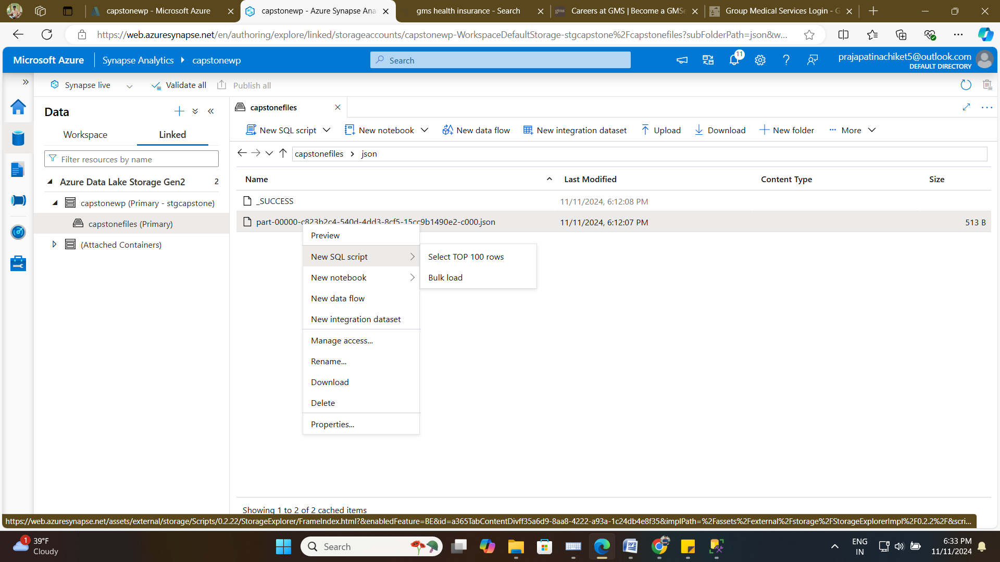 capstonewp - Microsoft Azure
capstonewp - Azure Synapse Ana
gms health insurance - Search
gms
Careers at GMS | Become a GMSe
Group Medical Services Login - G
https://web.azuresynapse.net/en/authoring/explore/linked/storageaccounts/capstonewp-WorkspaceDefaultStorage-stgcapstone%2Fcapstonefiles?subFolderPath=json&w...
Microsoft Azure
Synapse Analytics
capstonewp
Search
11
prajapatinachiket5@outlook.com
DEFAULT DIRECTORY
Synapse live
Validate all
Publish all
Data
capstonefiles
Workspace
Linked
New SQL script
New notebook
New data flow
New integration dataset
Upload
Download
New folder
More
Filter resources by name
capstonefiles > json
Azure Data Lake Storage Gen2
2
Name
Last Modified
Content Type
Size
capstonewp (Primary - stgcapstone)
_SUCCESS
11/11/2024, 6:12:08 PM
capstonefiles (Primary)
part-00000-c823b2c4-540d-4dd3-8cf5-15cc9b1490e2-c000.json
11/11/2024, 6:12:07 PM
513 B
(Attached Containers)
Preview
New SQL script
Select TOP 100 rows
New notebook
Bulk load
New data flow
New integration dataset
Manage access...
Rename...
Download
Delete
Properties...
Showing 1 to 2 of 2 cached items
https://web.azuresynapse.net/assets/external/storage/Scripts/0.2.22/StorageExplorer/FrameIndex.html?&enabledFeature=BE&id=a365TabContentDivff35a6d9-8aa8-4222-a93a-1c24db4e8f35&implPath=%2Fassets%2Fexternal%2Fstorage%2FStorageExplorerImpl%2F0.2.2%2F&scri...
1
39°F
Cloudy
Search
ENG
IN
6:33 PM
11/11/2024